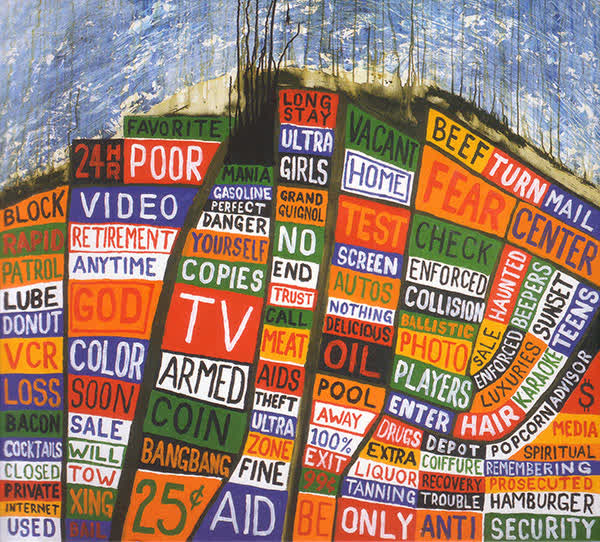 BLOCK
RAPID
PATROL
LUBE
DONUT
VCR
LOSS
BACON
COCKTAILS
CLOSED
PRIVATE
INTERNET
USED
FAVORITE
24HR POOR
VIDEO
RETIREMENT
ANYTIME
GOD
COLOR
SOON
SALE
WILL
TOW
XING
BAIL
MANIA
GASOLINE
PERFECT
DANGER
YOURSELF
COPIES
TV
ARMED
COIN
BANGBANG
25¢
LONG
STAY
ULTRA
GIRLS
GRAND
GUIGNOL
NO
END
TRUST
CALL
MEAT
AIDS
THEFT
ULTRA
ZONE
FINE
AID
VACANT
HOME
TEST
SCREEN
AUTOS
NOTHING
DELICIOUS
OIL
POOL
AWAY
100%
EXIT
99¢
BE
BEEF TURN MAIL
FEAR CENTER
CHECK
ENFORCED
COLLISION
BALLISTIC
PHOTO
PLAYERS
ENTER
DRUGS
EXTRA
LIQUOR
TANNING
ONLY
HAUNTED
SALE
BEEPERS
ENFORCED
SUNSET
LUXURIES
TEENS
KARAOKE
HAIR
POPCORN ADVISOR
DEPOT
COIFFURE
RECOVERY
TROUBLE
ANTI
$
MEDIA
SPIRITUAL
REMEMBERING
PROSECUTED
HAMBURGER
SECURITY